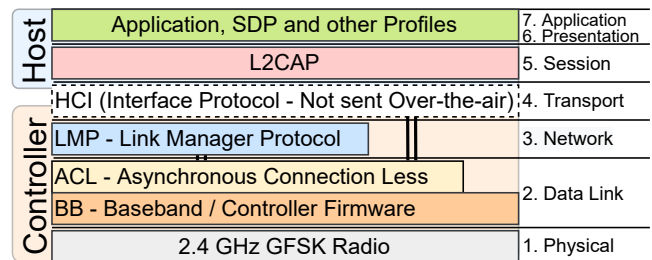 Host
Controller
Application, SDP and other Profiles
7. Application
6. Presentation
L2CAP
5. Session
HCI (Interface Protocol - Not sent Over-the-air)
4. Transport
LMP - Link Manager Protocol
3. Network
ACL - Asynchronous Connection Less
2. Data Link
BB - Baseband / Controller Firmware
2.4 GHz GFSK Radio
1. Physical